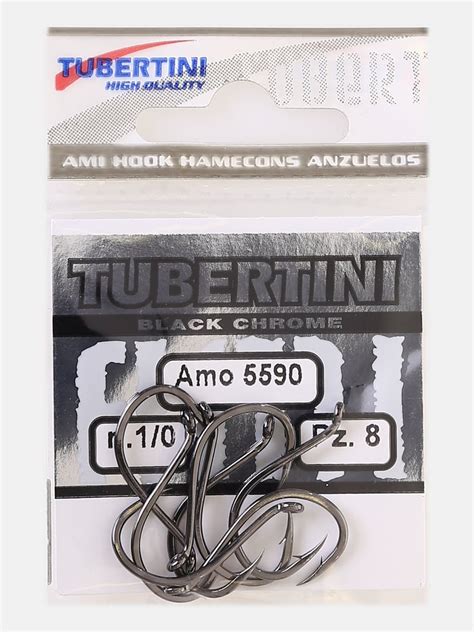 TUBERTINI
HIGH QUALITY
AMI HOOK HAMECONS ANZUELOS
TUBERTINI
BLACK CHROME
Amo 5590
n.1/0
Pz. 8